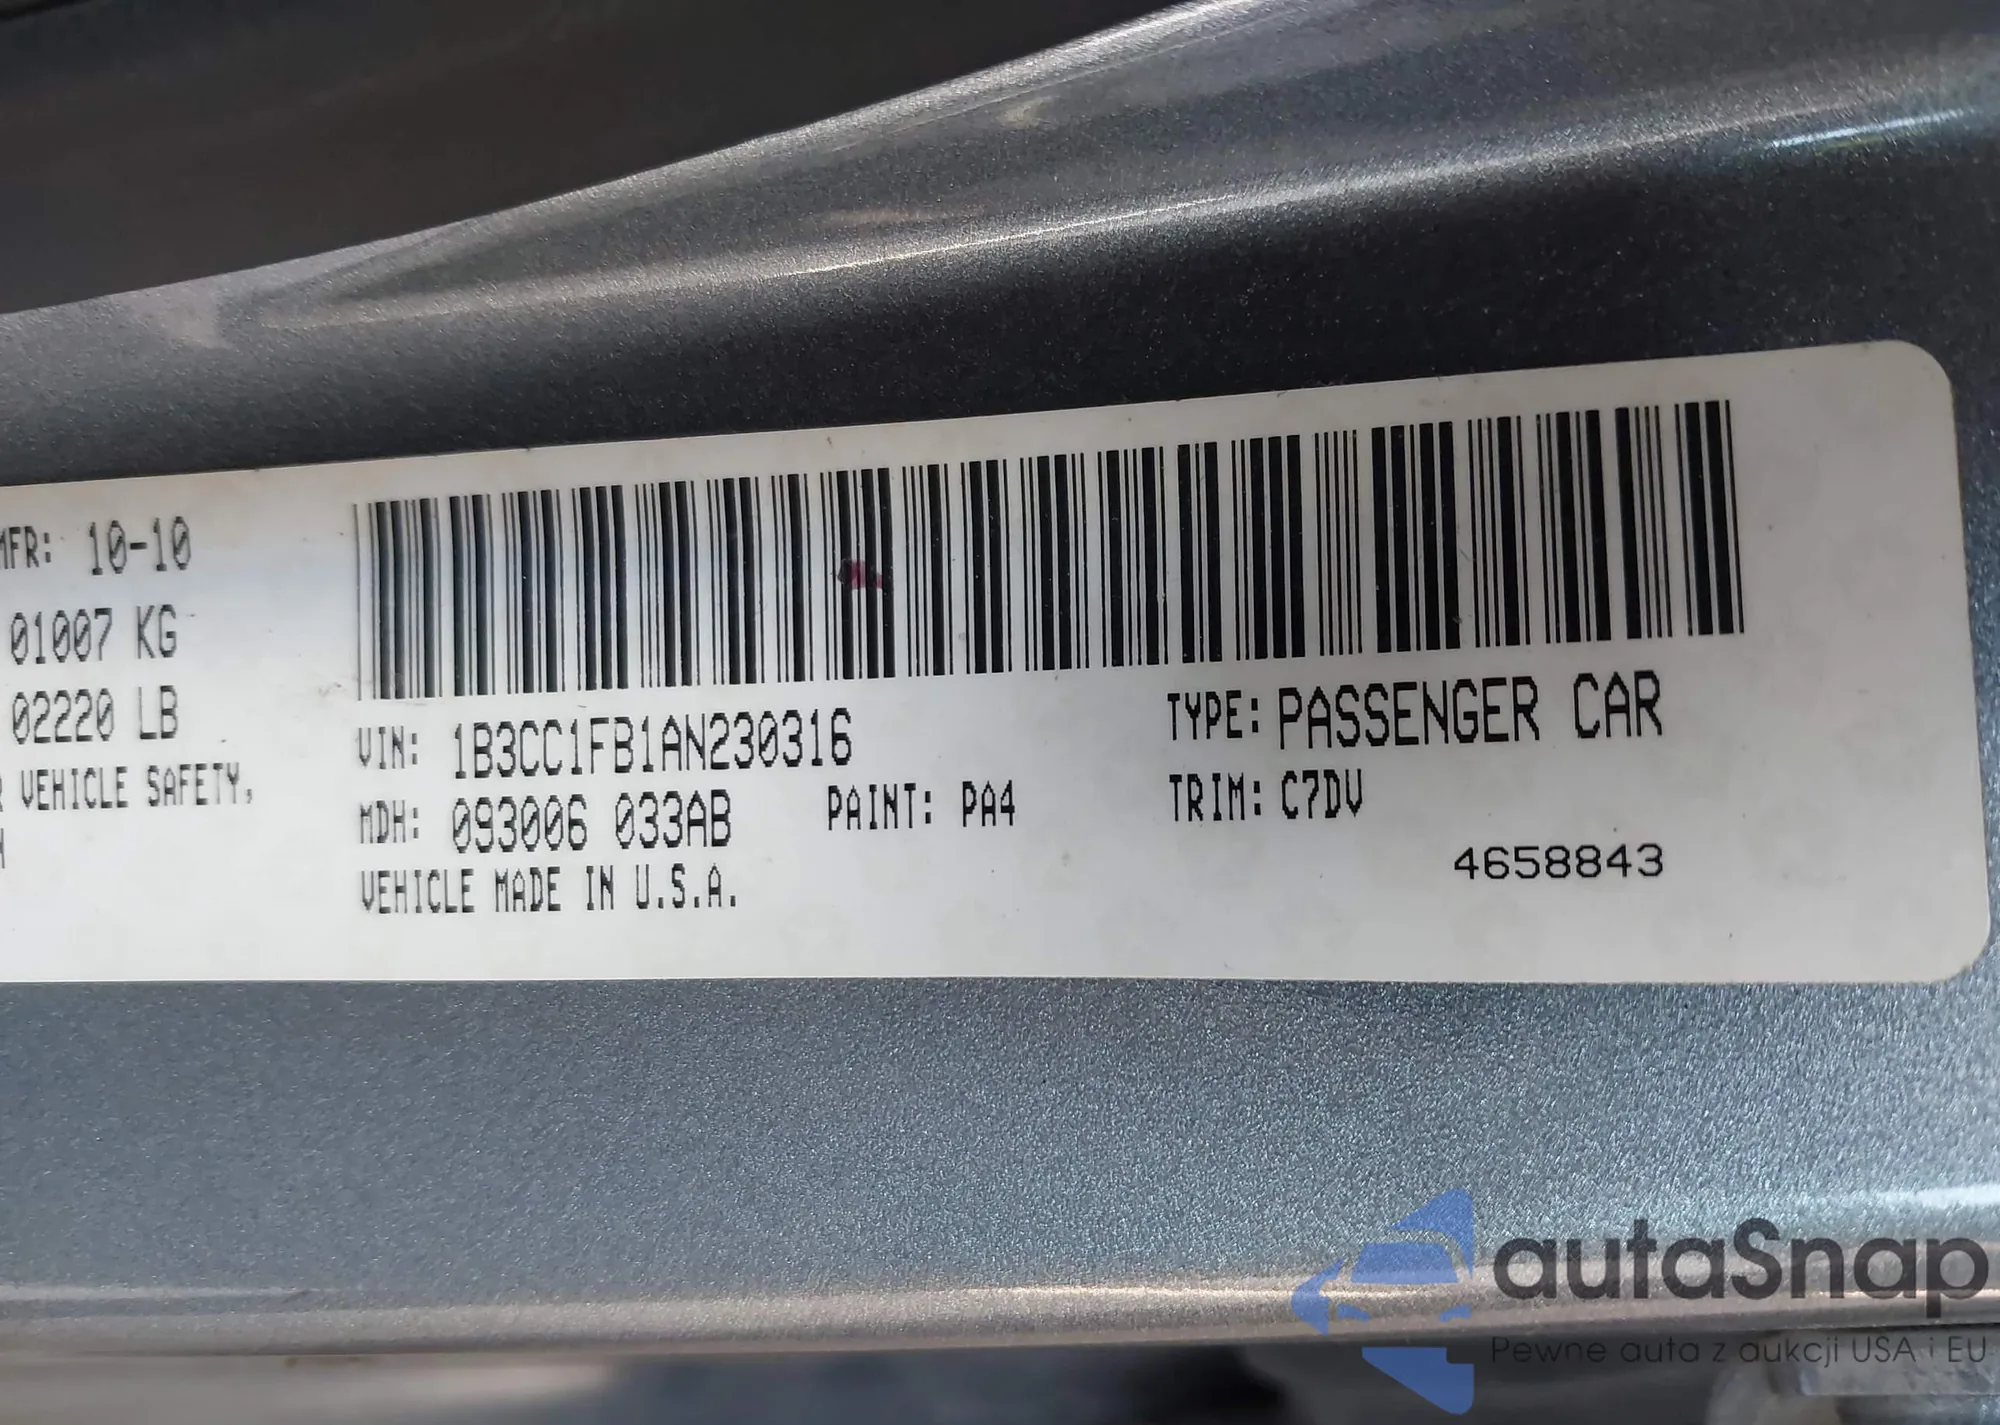 MFR: 10-10
01007 KG
02220 LB
VEHICLE SAFETY,
VIN: 1B3CC1FB1AN230316
TYPE: PASSENGER CAR
MDH: 093006 033AB
PAINT: PA4
TRIM: C7DV
VEHICLE MADE IN U.S.A.
4658843
autaSnap
Pewne auta z aukcji USA i EU